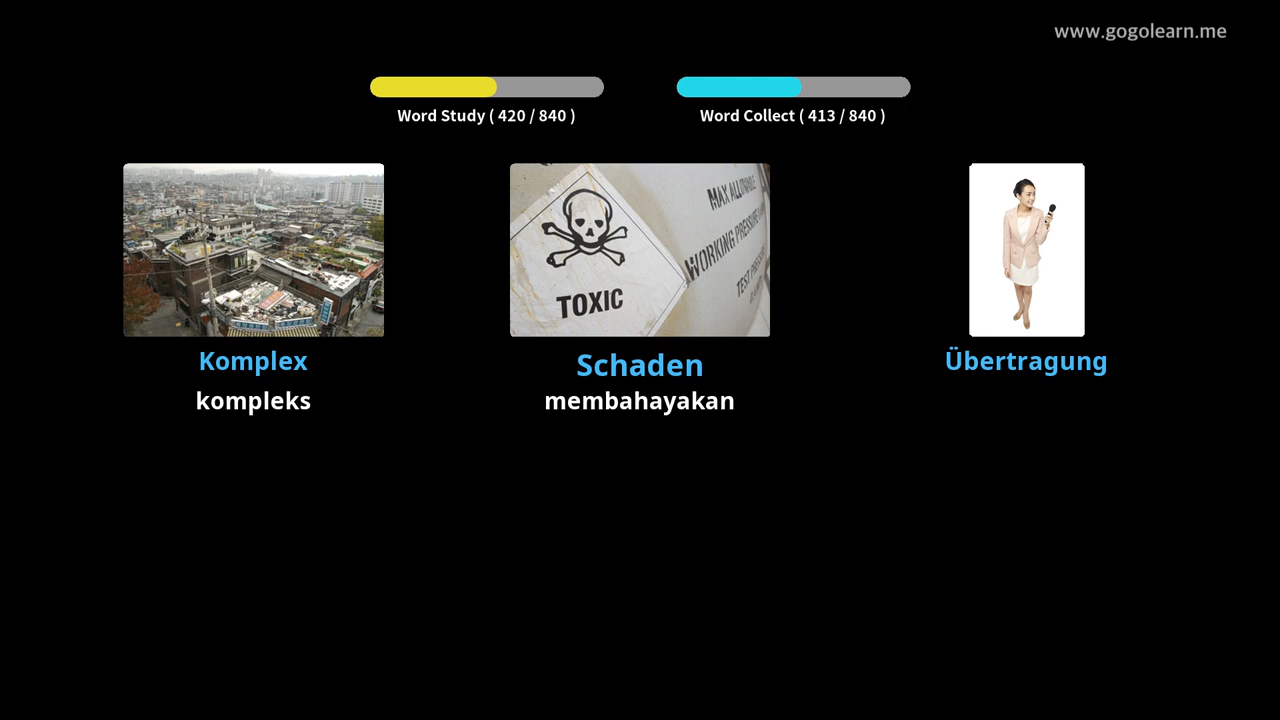 www.gogolearn.me
Word Study ( 420 / 840 )
Word Collect ( 413 / 840 )
MAX ALLOWABLE
WORKING PRESSURE
TEST PRESSURE
TOXIC
Komplex
Schaden
Übertragung
kompleks
membahayakan